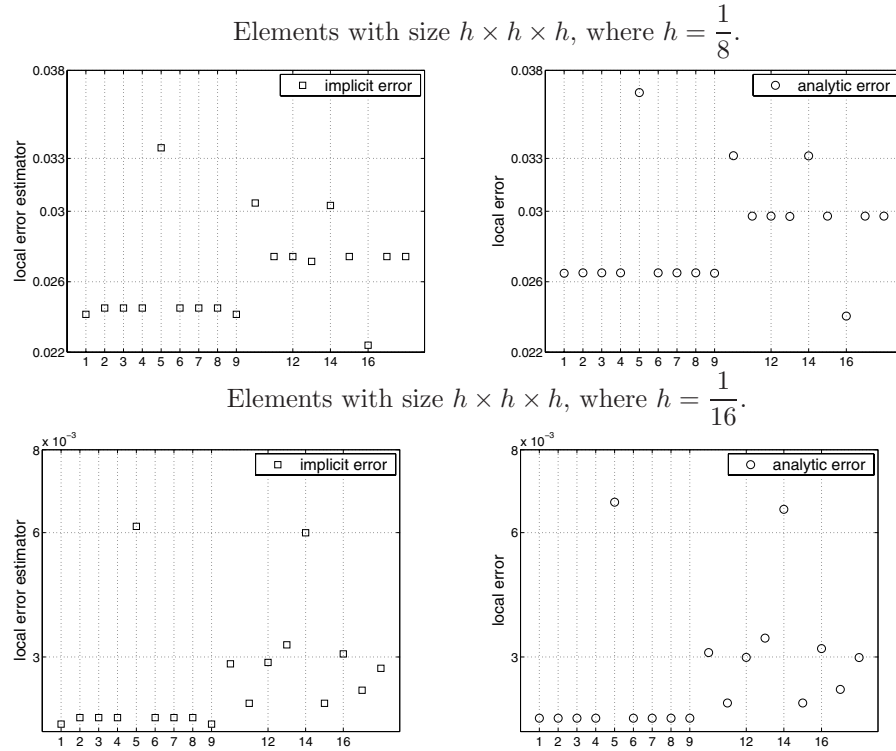 Elements with size h × h × h, where h = 1/8.
implicit error
local error estimator
0.038
0.033
0.03
0.026
0.022
1 2 3 4 5 6 7 8 9 12 14 16
analytic error
local error
0.038
0.033
0.03
0.026
0.022
1 2 3 4 5 6 7 8 9 12 14 16
Elements with size h × h × h, where h = 1/16.
x 10⁻³
implicit error
local error estimator
8
6
3
1 2 3 4 5 6 7 8 9 12 14 16
x 10⁻³
analytic error
local error
8
6
3
1 2 3 4 5 6 7 8 9 12 14 16